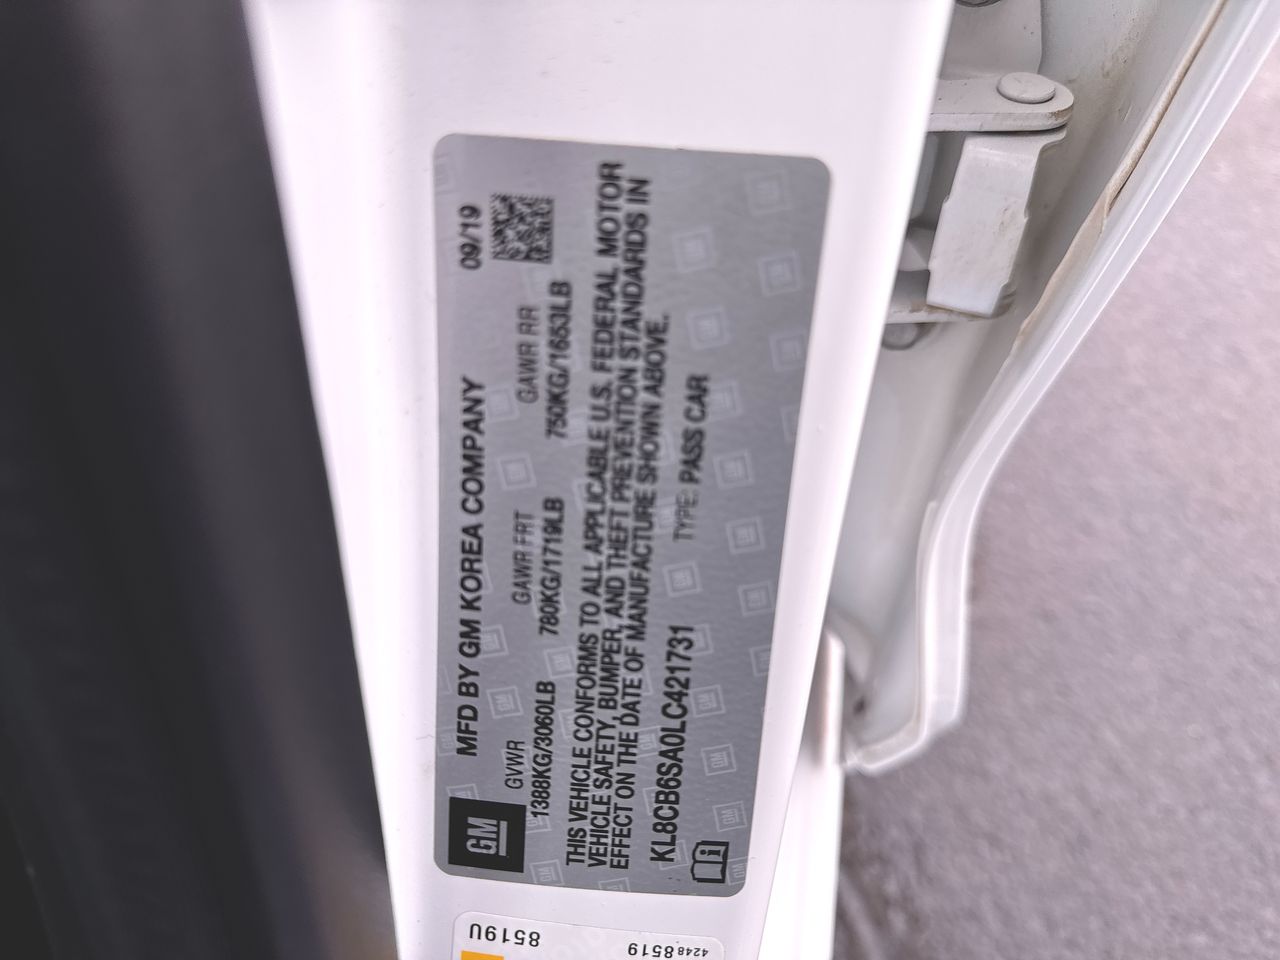 MFD BY GM KOREA COMPANY 09/19
GM
GVWR GAWR FRT GAWR RR
1388KG/3060LB 780KG/1719LB 750KG/1653LB
THIS VEHICLE CONFORMS TO ALL APPLICABLE U.S. FEDERAL MOTOR
VEHICLE SAFETY, BUMPER, AND THEFT PREVENTION STANDARDS IN
EFFECT ON THE DATE OF MANUFACTURE SHOWN ABOVE.
KL8CB6SA0LC421731 TYPE: PASS CAR
8519U
4248 8519